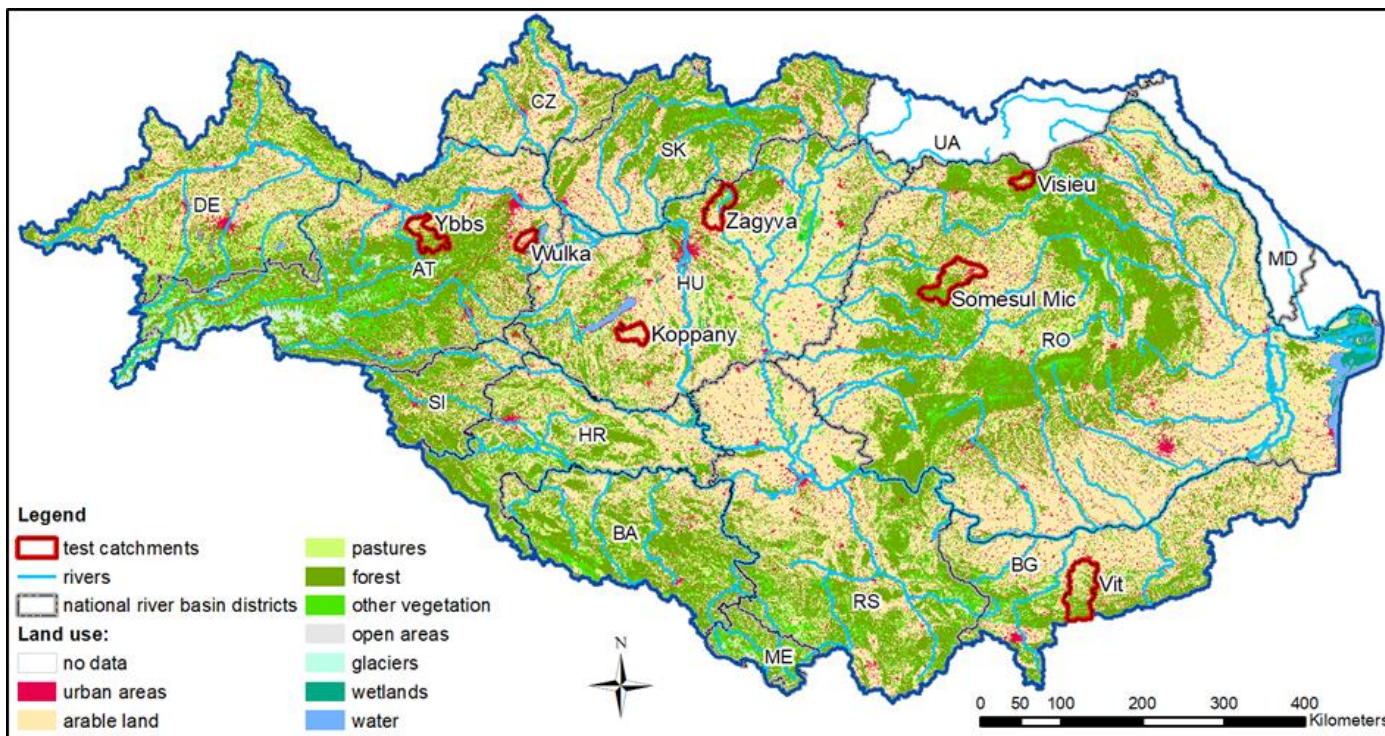 CZ
SK
UA
Visieu
DE
Ybbs
Zagyva
Wulka
AT
HU
MD
Somesul Mic
Koppany
RO
SI
HR
BA
BG
Vit
RS
ME
N
Legend
test catchments
rivers
national river basin districts
Land use:
no data
urban areas
arable land
pastures
forest
other vegetation
open areas
glaciers
wetlands
water
0 50 100 200 300 400
Kilometers